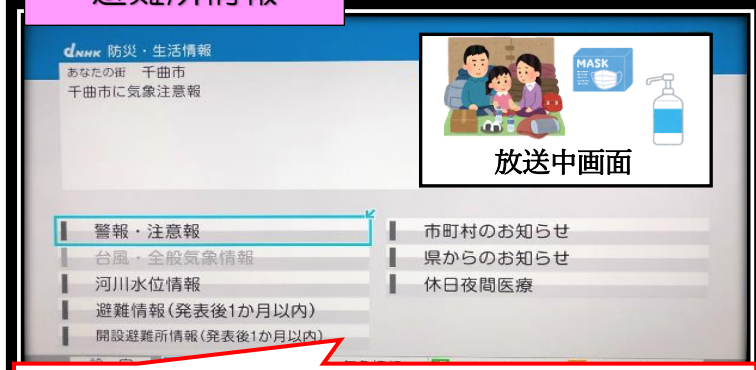 避難所情報
dNHK 防災・生活情報
あなたの街 千曲市
千曲市に気象注意報
MASK
放送中画面
警報・注意報
台風・全般気象情報
河川水位情報
避難情報(発表後1か月以内)
開設避難所情報(発表後1か月以内)
市町村のお知らせ
県からのお知らせ
休日夜間医療